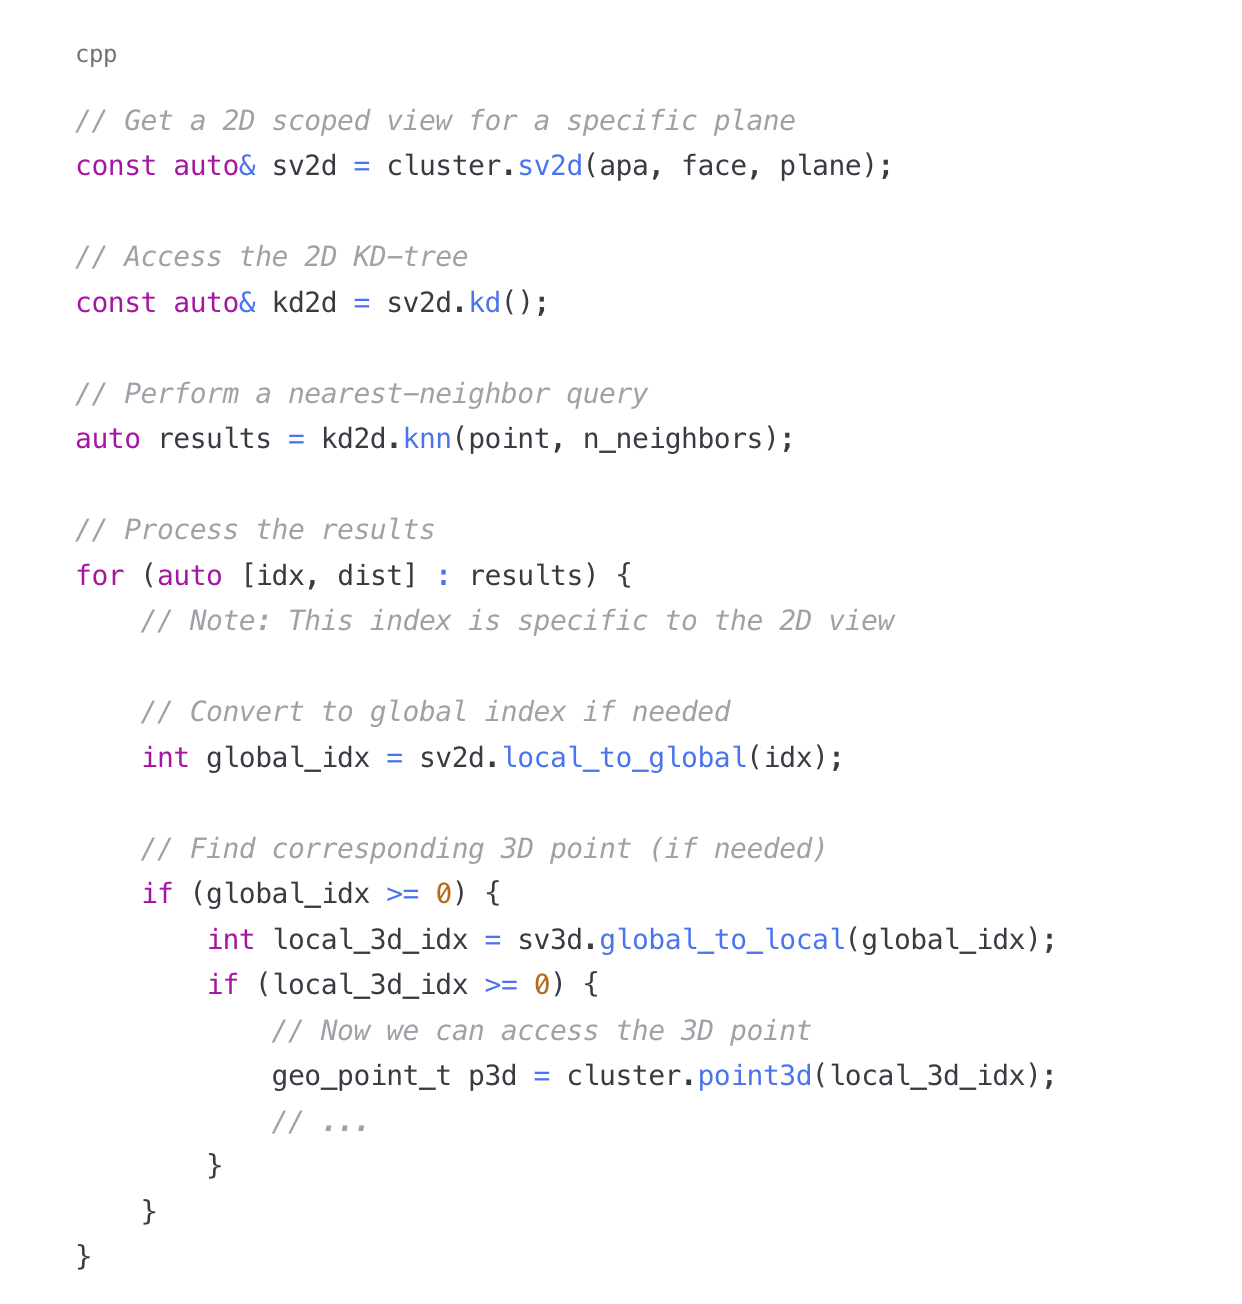 cpp
// Get a 2D scoped view for a specific plane
const auto& sv2d = cluster.sv2d(apa, face, plane);
// Access the 2D KD-tree
const auto& kd2d = sv2d.kd();
// Perform a nearest-neighbor query
auto results = kd2d.knn(point, n_neighbors);
// Process the results
for (auto [idx, dist] : results) {
    // Note: This index is specific to the 2D view
    // Convert to global index if needed
    int global_idx = sv2d.local_to_global(idx);
    // Find corresponding 3D point (if needed)
    if (global_idx >= 0) {
        int local_3d_idx = sv3d.global_to_local(global_idx);
        if (local_3d_idx >= 0) {
            // Now we can access the 3D point
            geo_point_t p3d = cluster.point3d(local_3d_idx);
            // ...
        }
    }
}